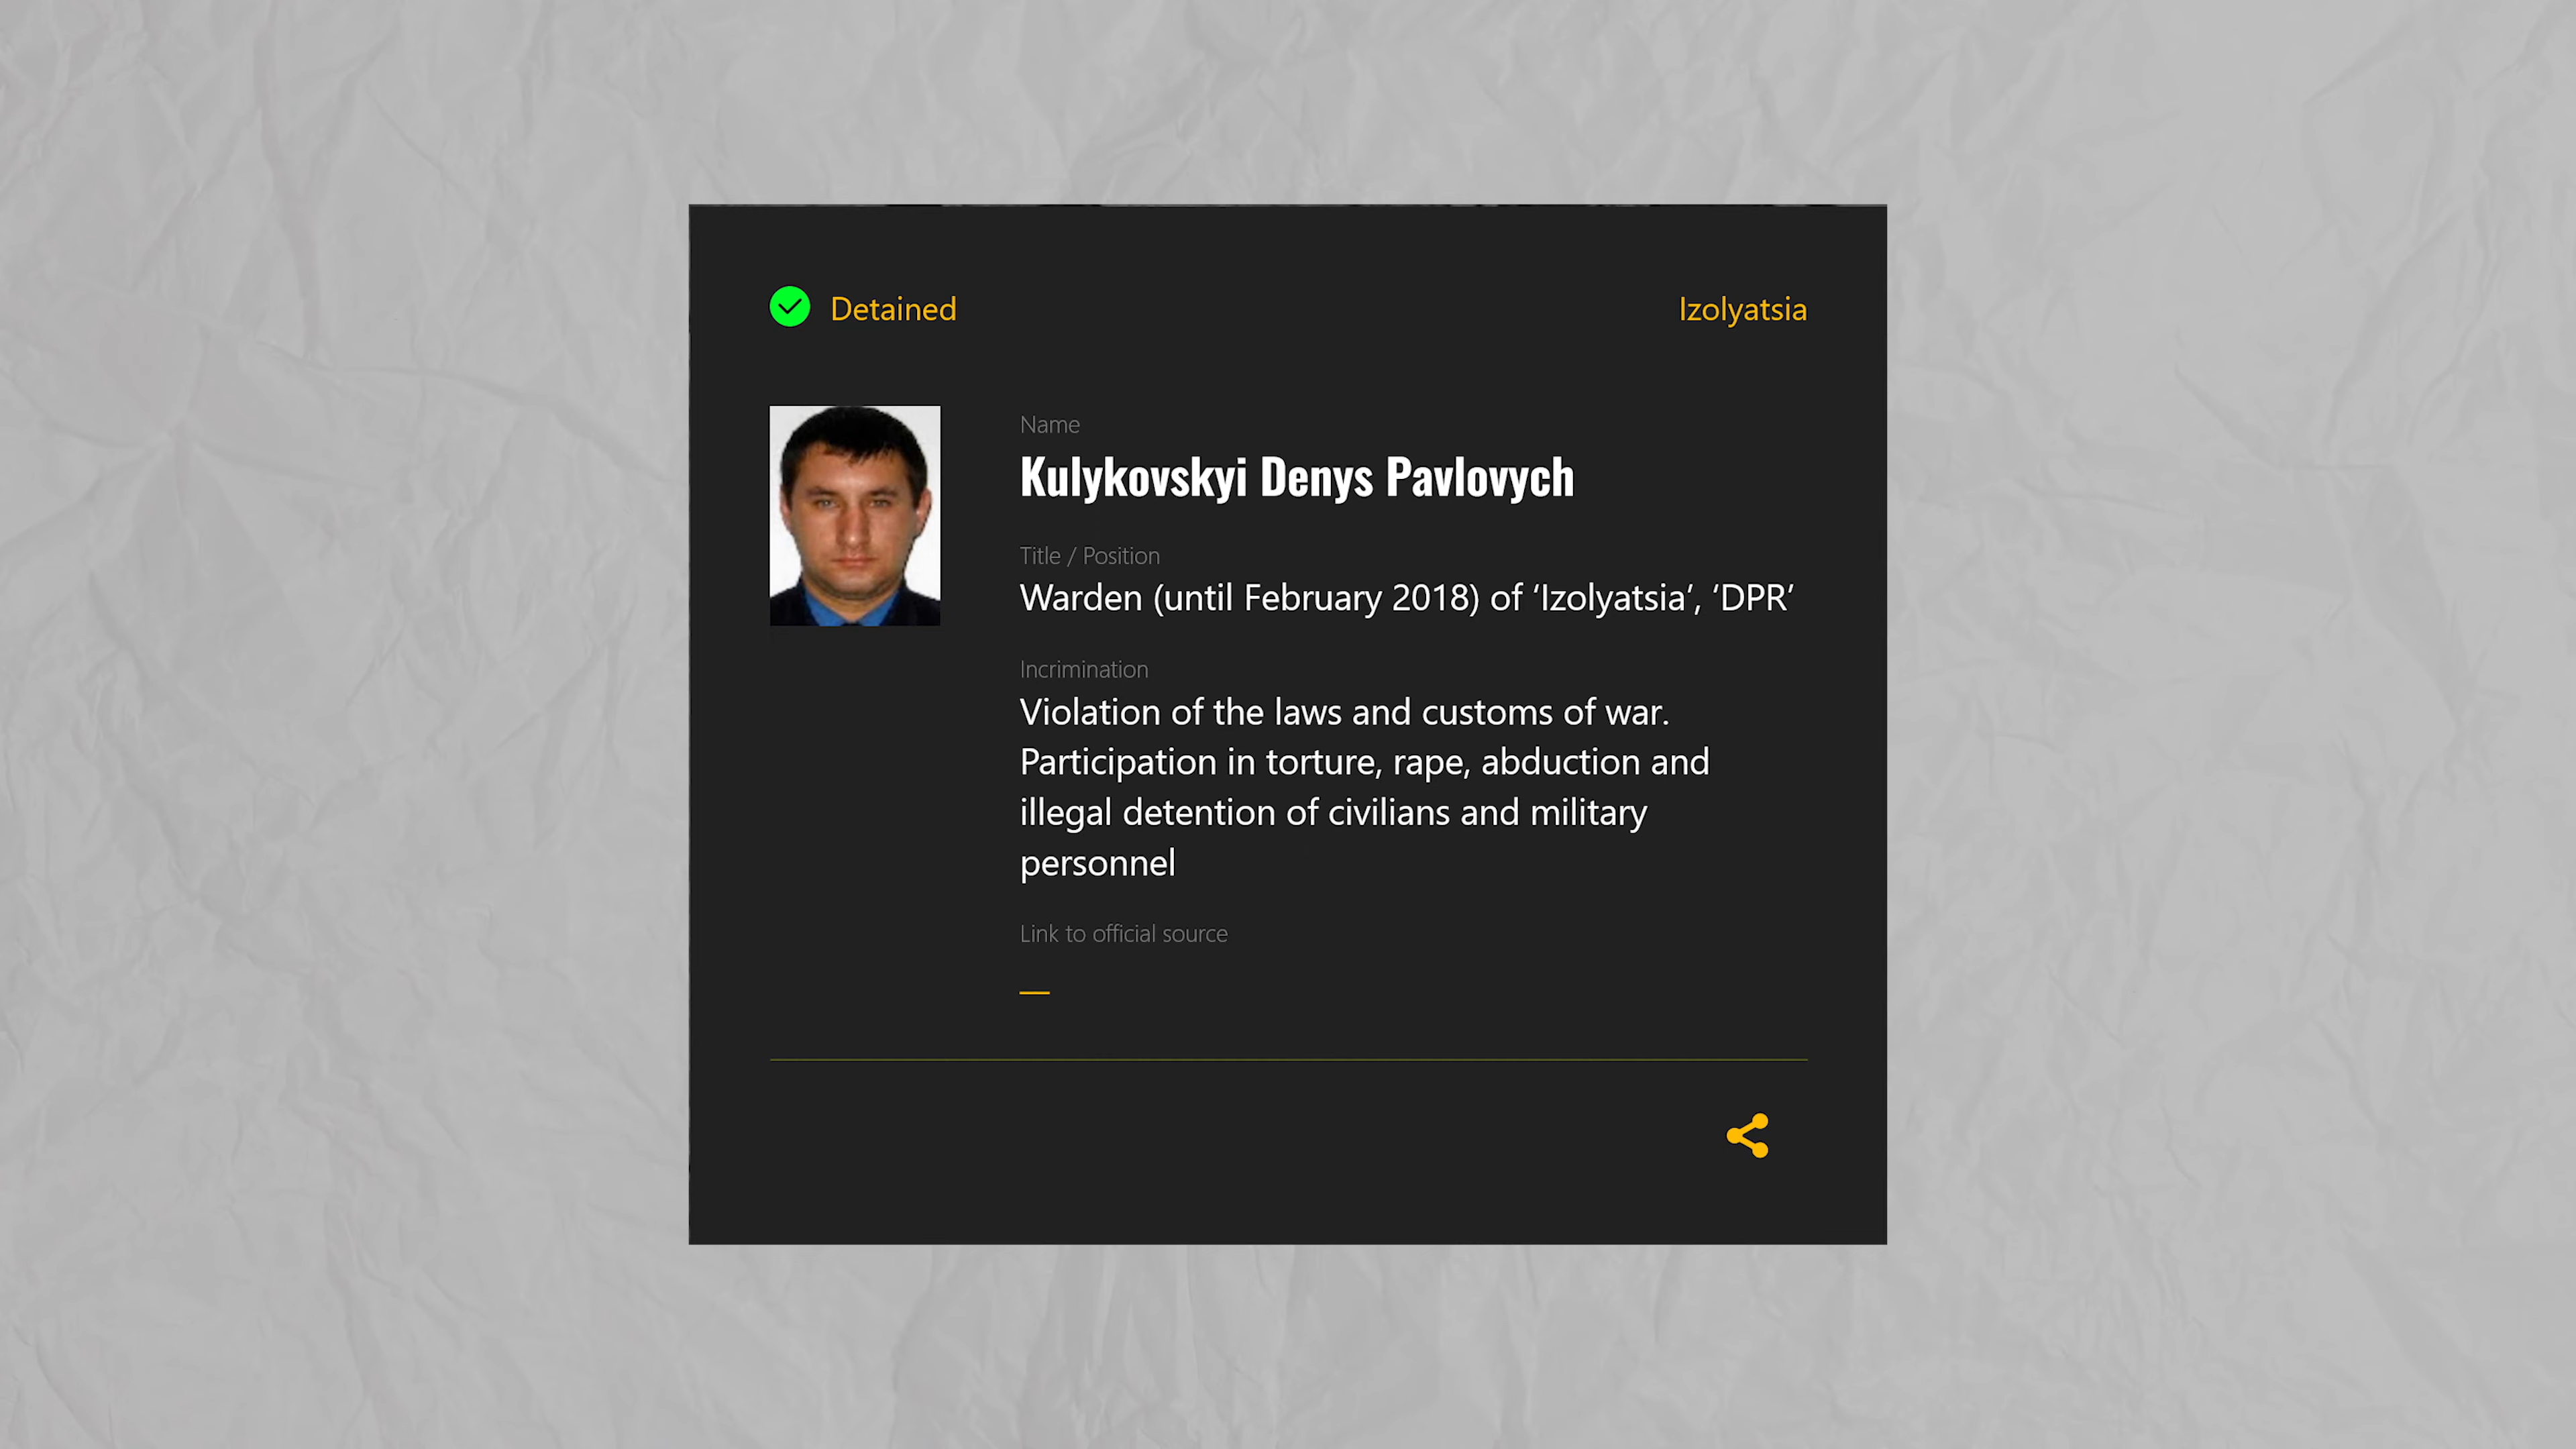 Detained
Izolyatsia
Name
Kulykovskyi Denys Pavlovych
Title / Position
Warden (until February 2018) of ‘Izolyatsia’, ‘DPR’
Incrimination
Violation of the laws and customs of war.
Participation in torture, rape, abduction and
illegal detention of civilians and military
personnel
Link to official source
—